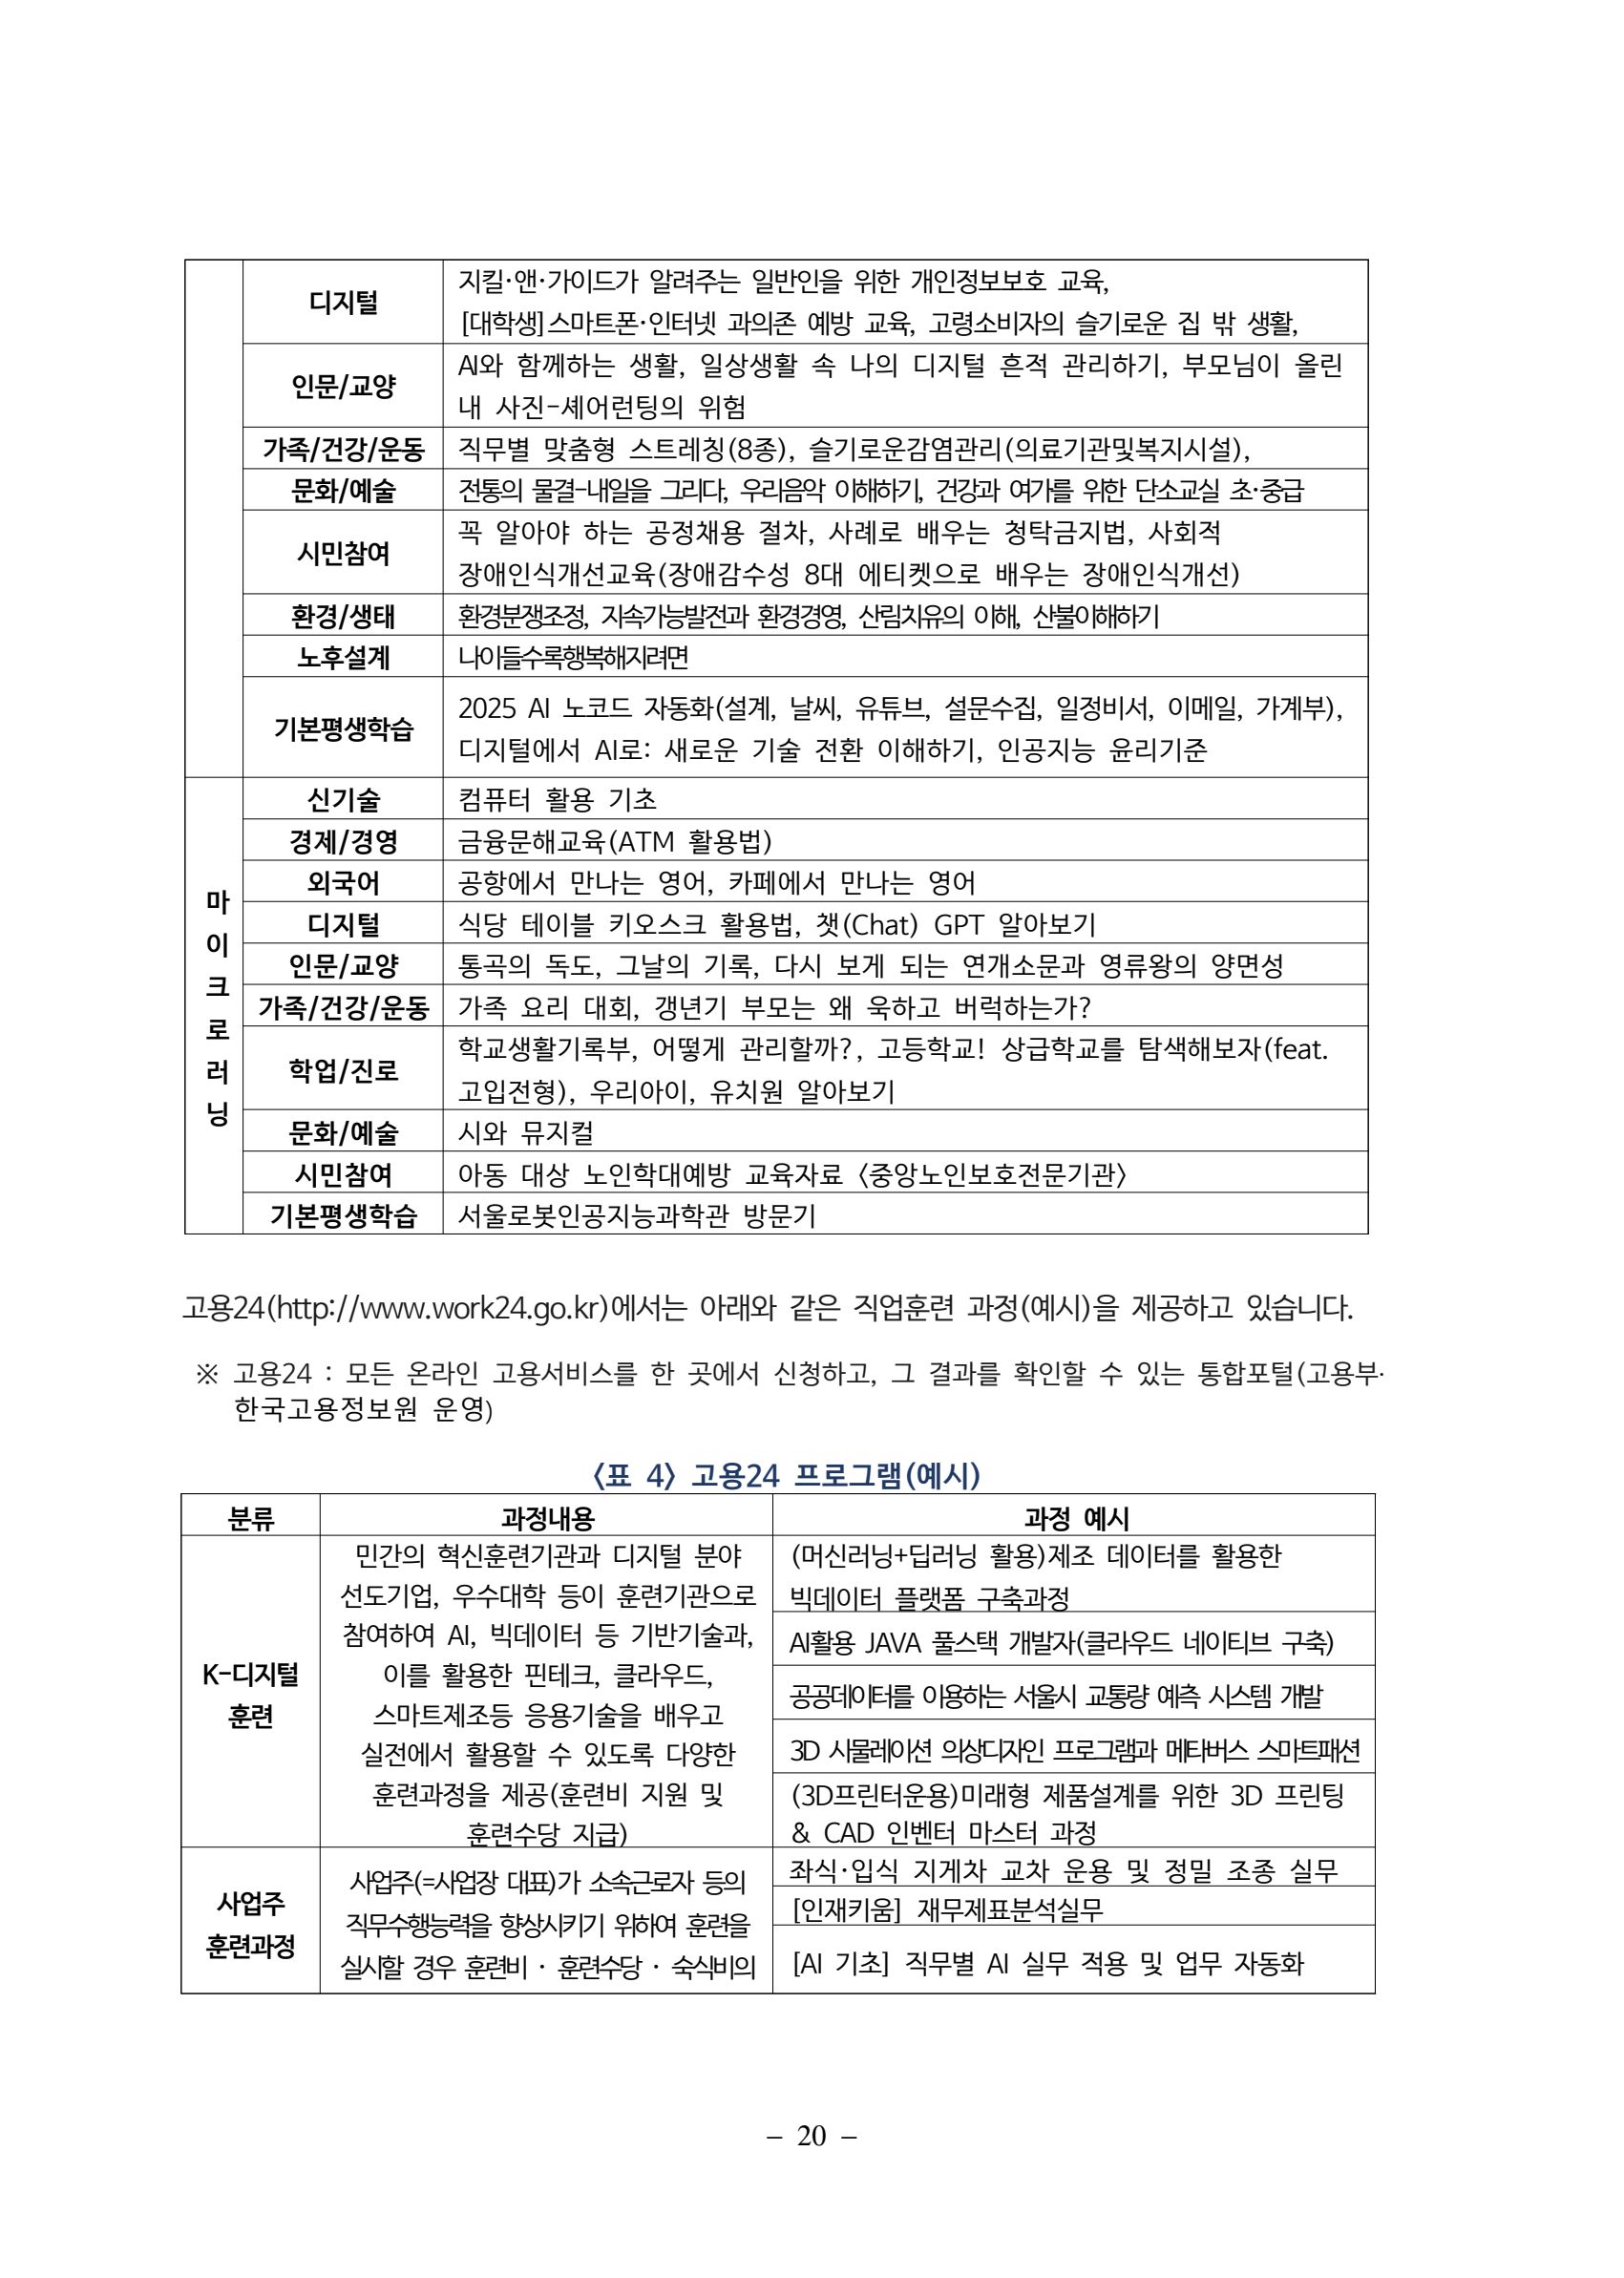 디지털
지킬·앤·가이드가 알려주는 일반인을 위한 개인정보보호 교육,
[대학생]스마트폰·인터넷 과의존 예방 교육, 고령소비자의 슬기로운 집 밖 생활,
인문/교양
AI와 함께하는 생활, 일상생활 속 나의 디지털 흔적 관리하기, 부모님이 올린
내 사진-셰어런팅의 위험
가족/건강/운동
직무별 맞춤형 스트레칭(8종), 슬기로운감염관리(의료기관및복지시설),
문화/예술
전통의 물결-내일을 그리다, 우리음악 이해하기, 건강과 여가를 위한 단소교실 초·중급
시민참여
꼭 알아야 하는 공정채용 절차, 사례로 배우는 청탁금지법, 사회적
장애인식개선교육(장애감수성 8대 에티켓으로 배우는 장애인식개선)
환경/생태
환경분쟁조정, 지속가능발전과 환경경영, 산림치유의 이해, 산불이해하기
노후설계
나이들수록행복해지려면
기본평생학습
2025 AI 노코드 자동화(설계, 날씨, 유튜브, 설문수집, 일정비서, 이메일, 가계부),
디지털에서 AI로: 새로운 기술 전환 이해하기, 인공지능 윤리기준
마
이
크
로
러
닝
신기술
컴퓨터 활용 기초
경제/경영
금융문해교육(ATM 활용법)
외국어
공항에서 만나는 영어, 카페에서 만나는 영어
디지털
식당 테이블 키오스크 활용법, 챗(Chat) GPT 알아보기
인문/교양
통곡의 독도, 그날의 기록, 다시 보게 되는 연개소문과 영류왕의 양면성
가족/건강/운동
가족 요리 대회, 갱년기 부모는 왜 욱하고 버럭하는가?
학업/진로
학교생활기록부, 어떻게 관리할까?, 고등학교! 상급학교를 탐색해보자(feat.
고입전형), 우리아이, 유치원 알아보기
문화/예술
시와 뮤지컬
시민참여
아동 대상 노인학대예방 교육자료 〈중앙노인보호전문기관〉
기본평생학습
서울로봇인공지능과학관 방문기
고용24(http://www.work24.go.kr)에서는 아래와 같은 직업훈련 과정(예시)을 제공하고 있습니다.
※ 고용24 : 모든 온라인 고용서비스를 한 곳에서 신청하고, 그 결과를 확인할 수 있는 통합포털(고용부·
한국고용정보원 운영)
〈표 4〉 고용24 프로그램(예시)
분류
과정내용
과정 예시
K-디지털
훈련
민간의 혁신훈련기관과 디지털 분야
선도기업, 우수대학 등이 훈련기관으로
참여하여 AI, 빅데이터 등 기반기술과,
이를 활용한 핀테크, 클라우드,
스마트제조등 응용기술을 배우고
실전에서 활용할 수 있도록 다양한
훈련과정을 제공(훈련비 지원 및
훈련수당 지급)
(머신러닝+딥러닝 활용)제조 데이터를 활용한
빅데이터 플랫폼 구축과정
AI활용 JAVA 풀스택 개발자(클라우드 네이티브 구축)
공공데이터를 이용하는 서울시 교통량 예측 시스템 개발
3D 시물레이션 의상디자인 프로그램과 메타버스 스마트패션
(3D프린터운용)미래형 제품설계를 위한 3D 프린팅
& CAD 인벤터 마스터 과정
사업주
훈련과정
사업주(=사업장 대표)가 소속근로자 등의
직무수행능력을 향상시키기 위하여 훈련을
실시할 경우 훈련비 · 훈련수당 · 숙식비의
좌식·입식 지게차 교차 운용 및 정밀 조종 실무
[인재키움] 재무제표분석실무
[AI 기초] 직무별 AI 실무 적용 및 업무 자동화
– 20 –